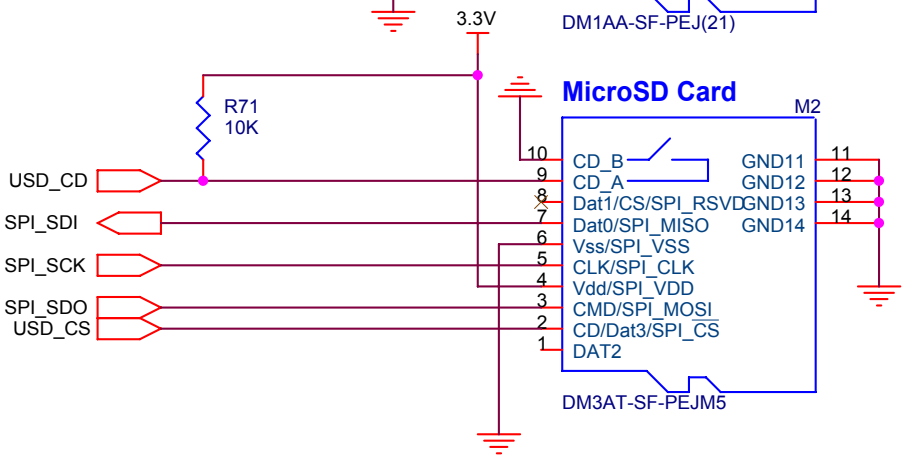 3.3V
DM1AA-SF-PEJ(21)
MicroSD Card
M2
R71
10K
USD_CD
SPI_SDI
SPI_SCK
SPI_SDO
USD_CS
10 CD_B
9 CD_A
8 Dat1/CS/SPI_RSVD
7 Dat0/SPI_MISO
6 Vss/SPI_VSS
5 CLK/SPI_CLK
4 Vdd/SPI_VDD
3 CMD/SPI_MOSI
2 CD/Dat3/SPI_CS
1 DAT2
GND11 11
GND12 12
GND13 13
GND14 14
DM3AT-SF-PEJM5